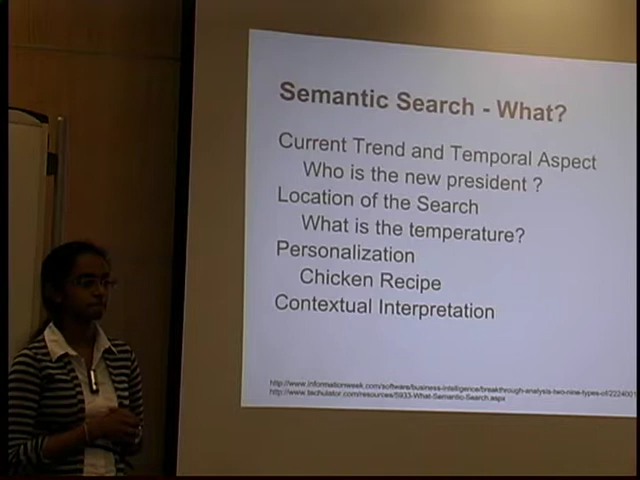 Semantic Search - What?
Current Trend and Temporal Aspect
Who is the new president ?
Location of the Search
What is the temperature?
Personalization
Chicken Recipe
Contextual Interpretation
http://www.informationweek.com/software/business-intelligence/breakthrough-analysis-two-nine-types-of/2224001
http://www.techulator.com/resources/5933-What-Semantic-Search.aspx